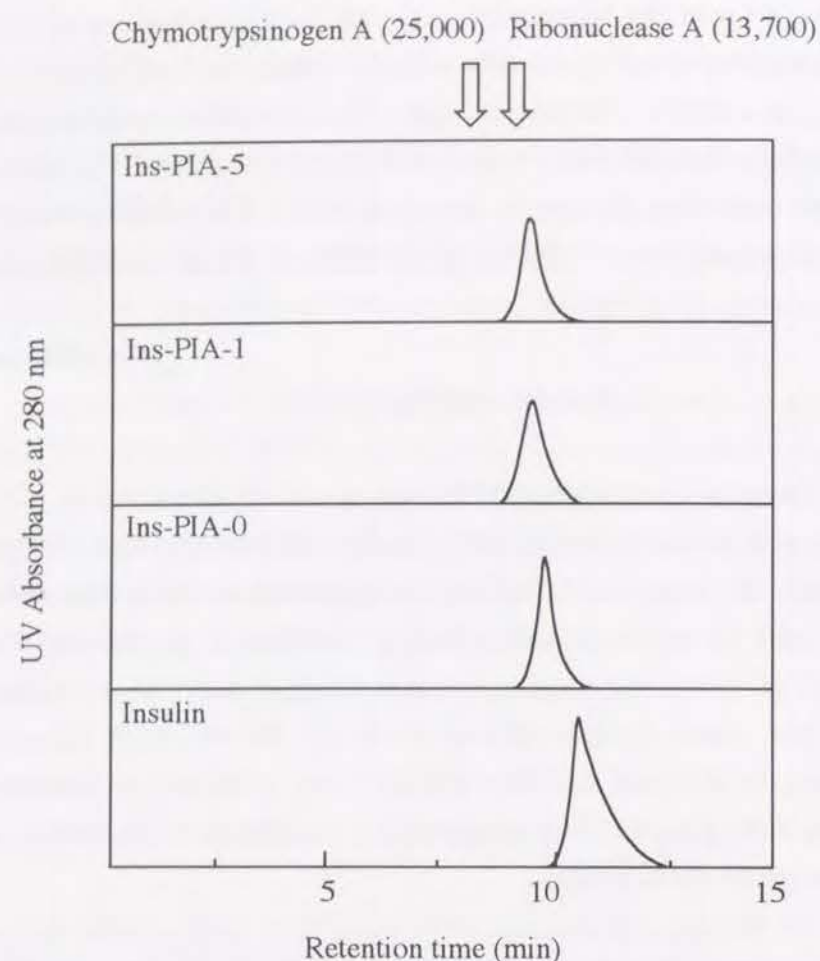 Chymotrypsinogen A (25,000) Ribonuclease A (13,700)
Ins-PIA-5
Ins-PIA-1
Ins-PIA-0
Insulin
UV Absorbance at 280 nm
5 10 15
Retention time (min)